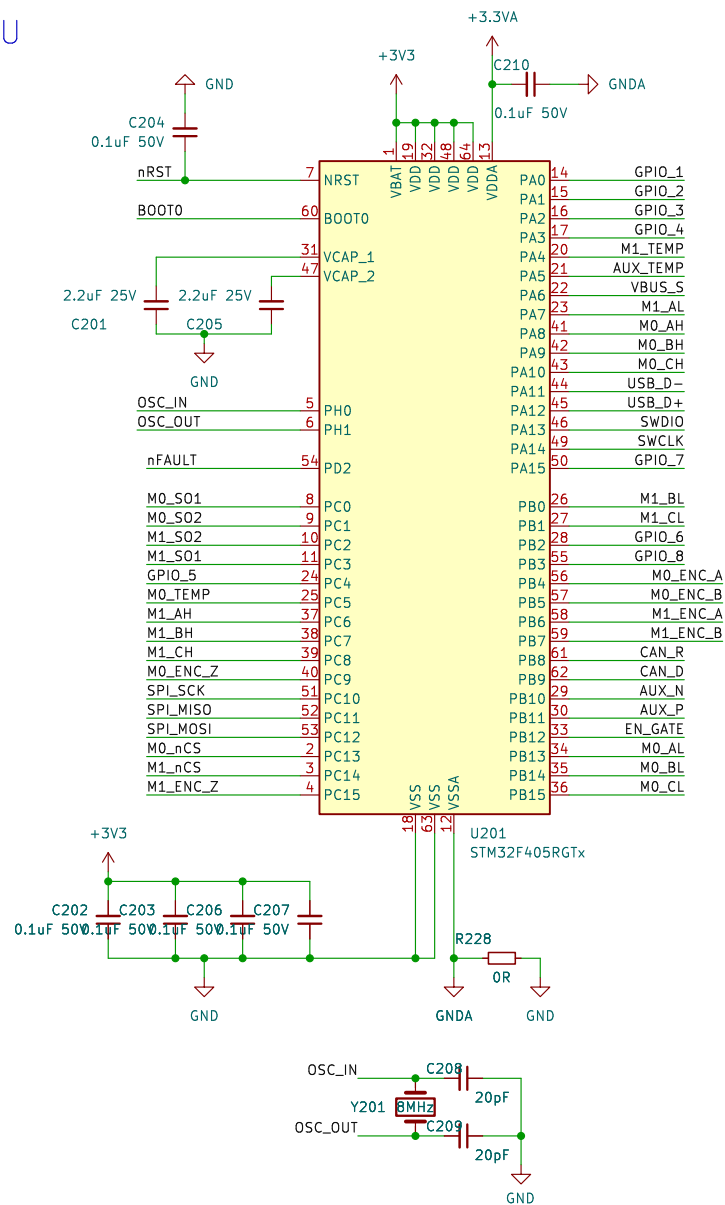 U
+3.3VA
+3V3
C210
GND
GNDA
0.1uF 50V
C204
0.1uF 50V
1 19 32 48 64 13
VBAT VDD VDD VDD VDD VDDA
nRST 7 NRST
BOOT0 60 BOOT0
31 VCAP_1
47 VCAP_2
2.2uF 25V 2.2uF 25V
C201 C205
GND
OSC_IN 5 PH0
OSC_OUT 6 PH1
nFAULT 54 PD2
M0_SO1 8 PC0
M0_SO2 9 PC1
M1_SO2 10 PC2
M1_SO1 11 PC3
GPIO_5 24 PC4
M0_TEMP 25 PC5
M1_AH 37 PC6
M1_BH 38 PC7
M1_CH 39 PC8
M0_ENC_Z 40 PC9
SPI_SCK 51 PC10
SPI_MISO 52 PC11
SPI_MOSI 53 PC12
M0_nCS 2 PC13
M1_nCS 3 PC14
M1_ENC_Z 4 PC15
PA0 14 GPIO_1
PA1 15 GPIO_2
PA2 16 GPIO_3
PA3 17 GPIO_4
PA4 20 M1_TEMP
PA5 21 AUX_TEMP
PA6 22 VBUS_S
PA7 23 M1_AL
PA8 41 M0_AH
PA9 42 M0_BH
PA10 43 M0_CH
PA11 44 USB_D-
PA12 45 USB_D+
PA13 46 SWDIO
PA14 49 SWCLK
PA15 50 GPIO_7
PB0 26 M1_BL
PB1 27 M1_CL
PB2 28 GPIO_6
PB3 55 GPIO_8
PB4 56 M0_ENC_A
PB5 57 M0_ENC_B
PB6 58 M1_ENC_A
PB7 59 M1_ENC_B
PB8 61 CAN_R
PB9 62 CAN_D
PB10 29 AUX_N
PB11 30 AUX_P
PB12 33 EN_GATE
PB13 34 M0_AL
PB14 35 M0_BL
PB15 36 M0_CL
VSS VSS VSSA
18 63 12
U201
STM32F405RGTx
+3V3
C202 C203 C206 C207
0.1uF 50V 0.1uF 50V 0.1uF 50V 0.1uF 50V
GND
R228
0R
GNDA
GND
OSC_IN
C208
20pF
Y201 8MHz
OSC_OUT
C209
20pF
GND